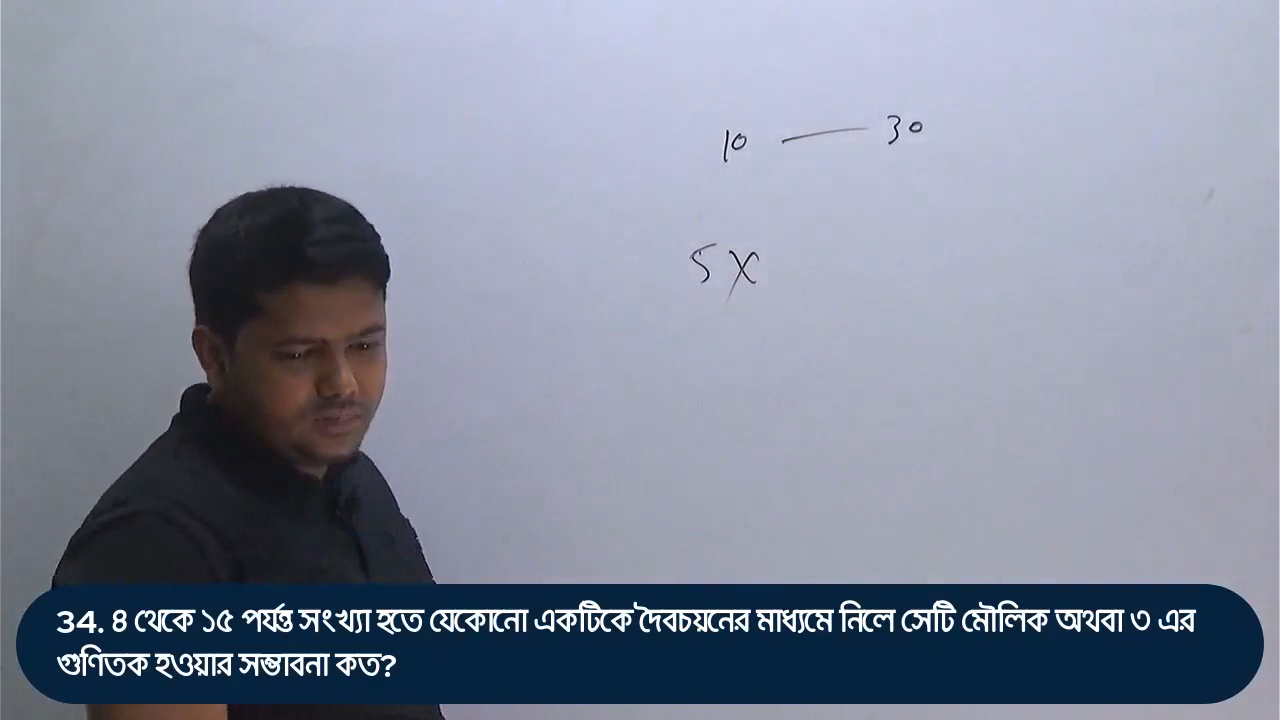 10 — 30
5 X
34. ৪ থেকে ১৫ পর্যন্ত সংখ্যা হতে যেকোনো একটিকে দৈবচয়নের মাধ্যমে নিলে সেটি মৌলিক অথবা ৩ এর
গুণিতক হওয়ার সম্ভাবনা কত?